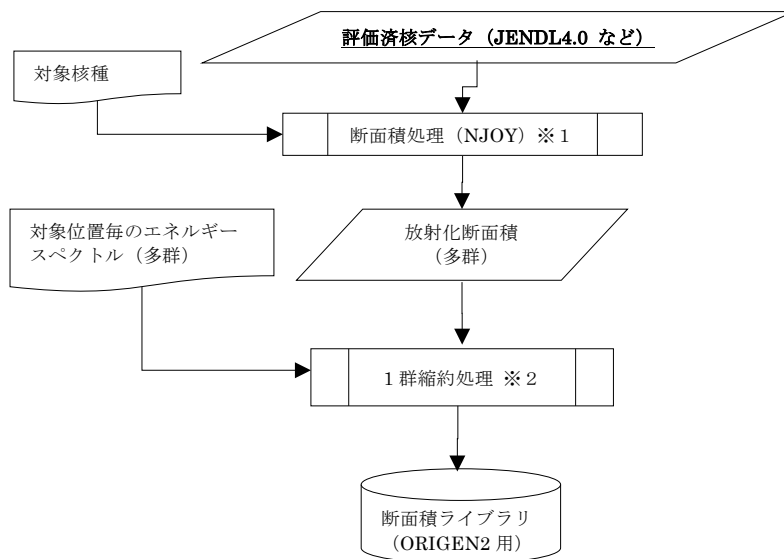 評価済核データ（JENDL4.0 など）
対象核種
断面積処理（NJOY）※１
対象位置毎のエネルギー
スペクトル（多群）
放射化断面積
（多群）
１群縮約処理 ※２
断面積ライブラリ
（ORIGEN2 用）